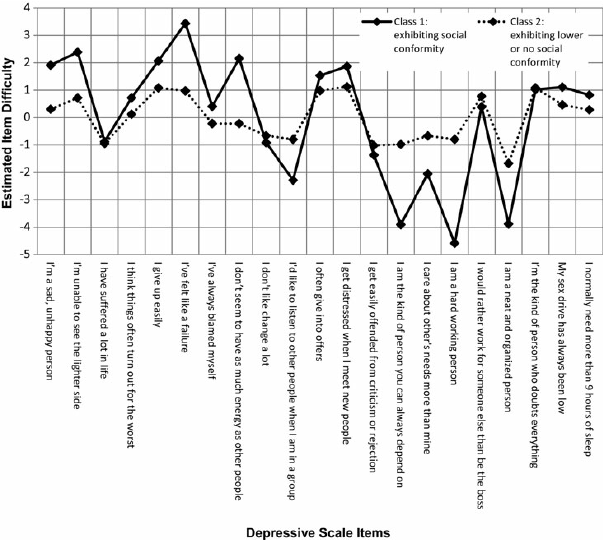 4
3
2
1
0
-1
-2
-3
4
-5
Estimated Item Difficulty
Class 1:
exhibiting social
conformity
Class 2:
exhibiting lower
or no social
conformity
I'm a sad, unhappy person
I'm unable to see the lighter side
I have suffered a lot in life
I think things often turn out for the worst
I give up easily
I've felt like a failure
I've always blamed myself
I don't seem to have as much energy as other people
I don't like change a lot
I'd like to listen to other people when I am in a group
I often give into offers
I get distressed when I meet new people
I get easily offended from criticism or rejection
I am the kind of person you can always depend on
I care about other's needs more than mine
I am a hard working person
I would rather work for someone else than be the boss
I am a neat and organized person
I'm the kind of person who doubts everything
My sex drive has always been low
I normally need more than 9 hours of sleep
Depressive Scale Items